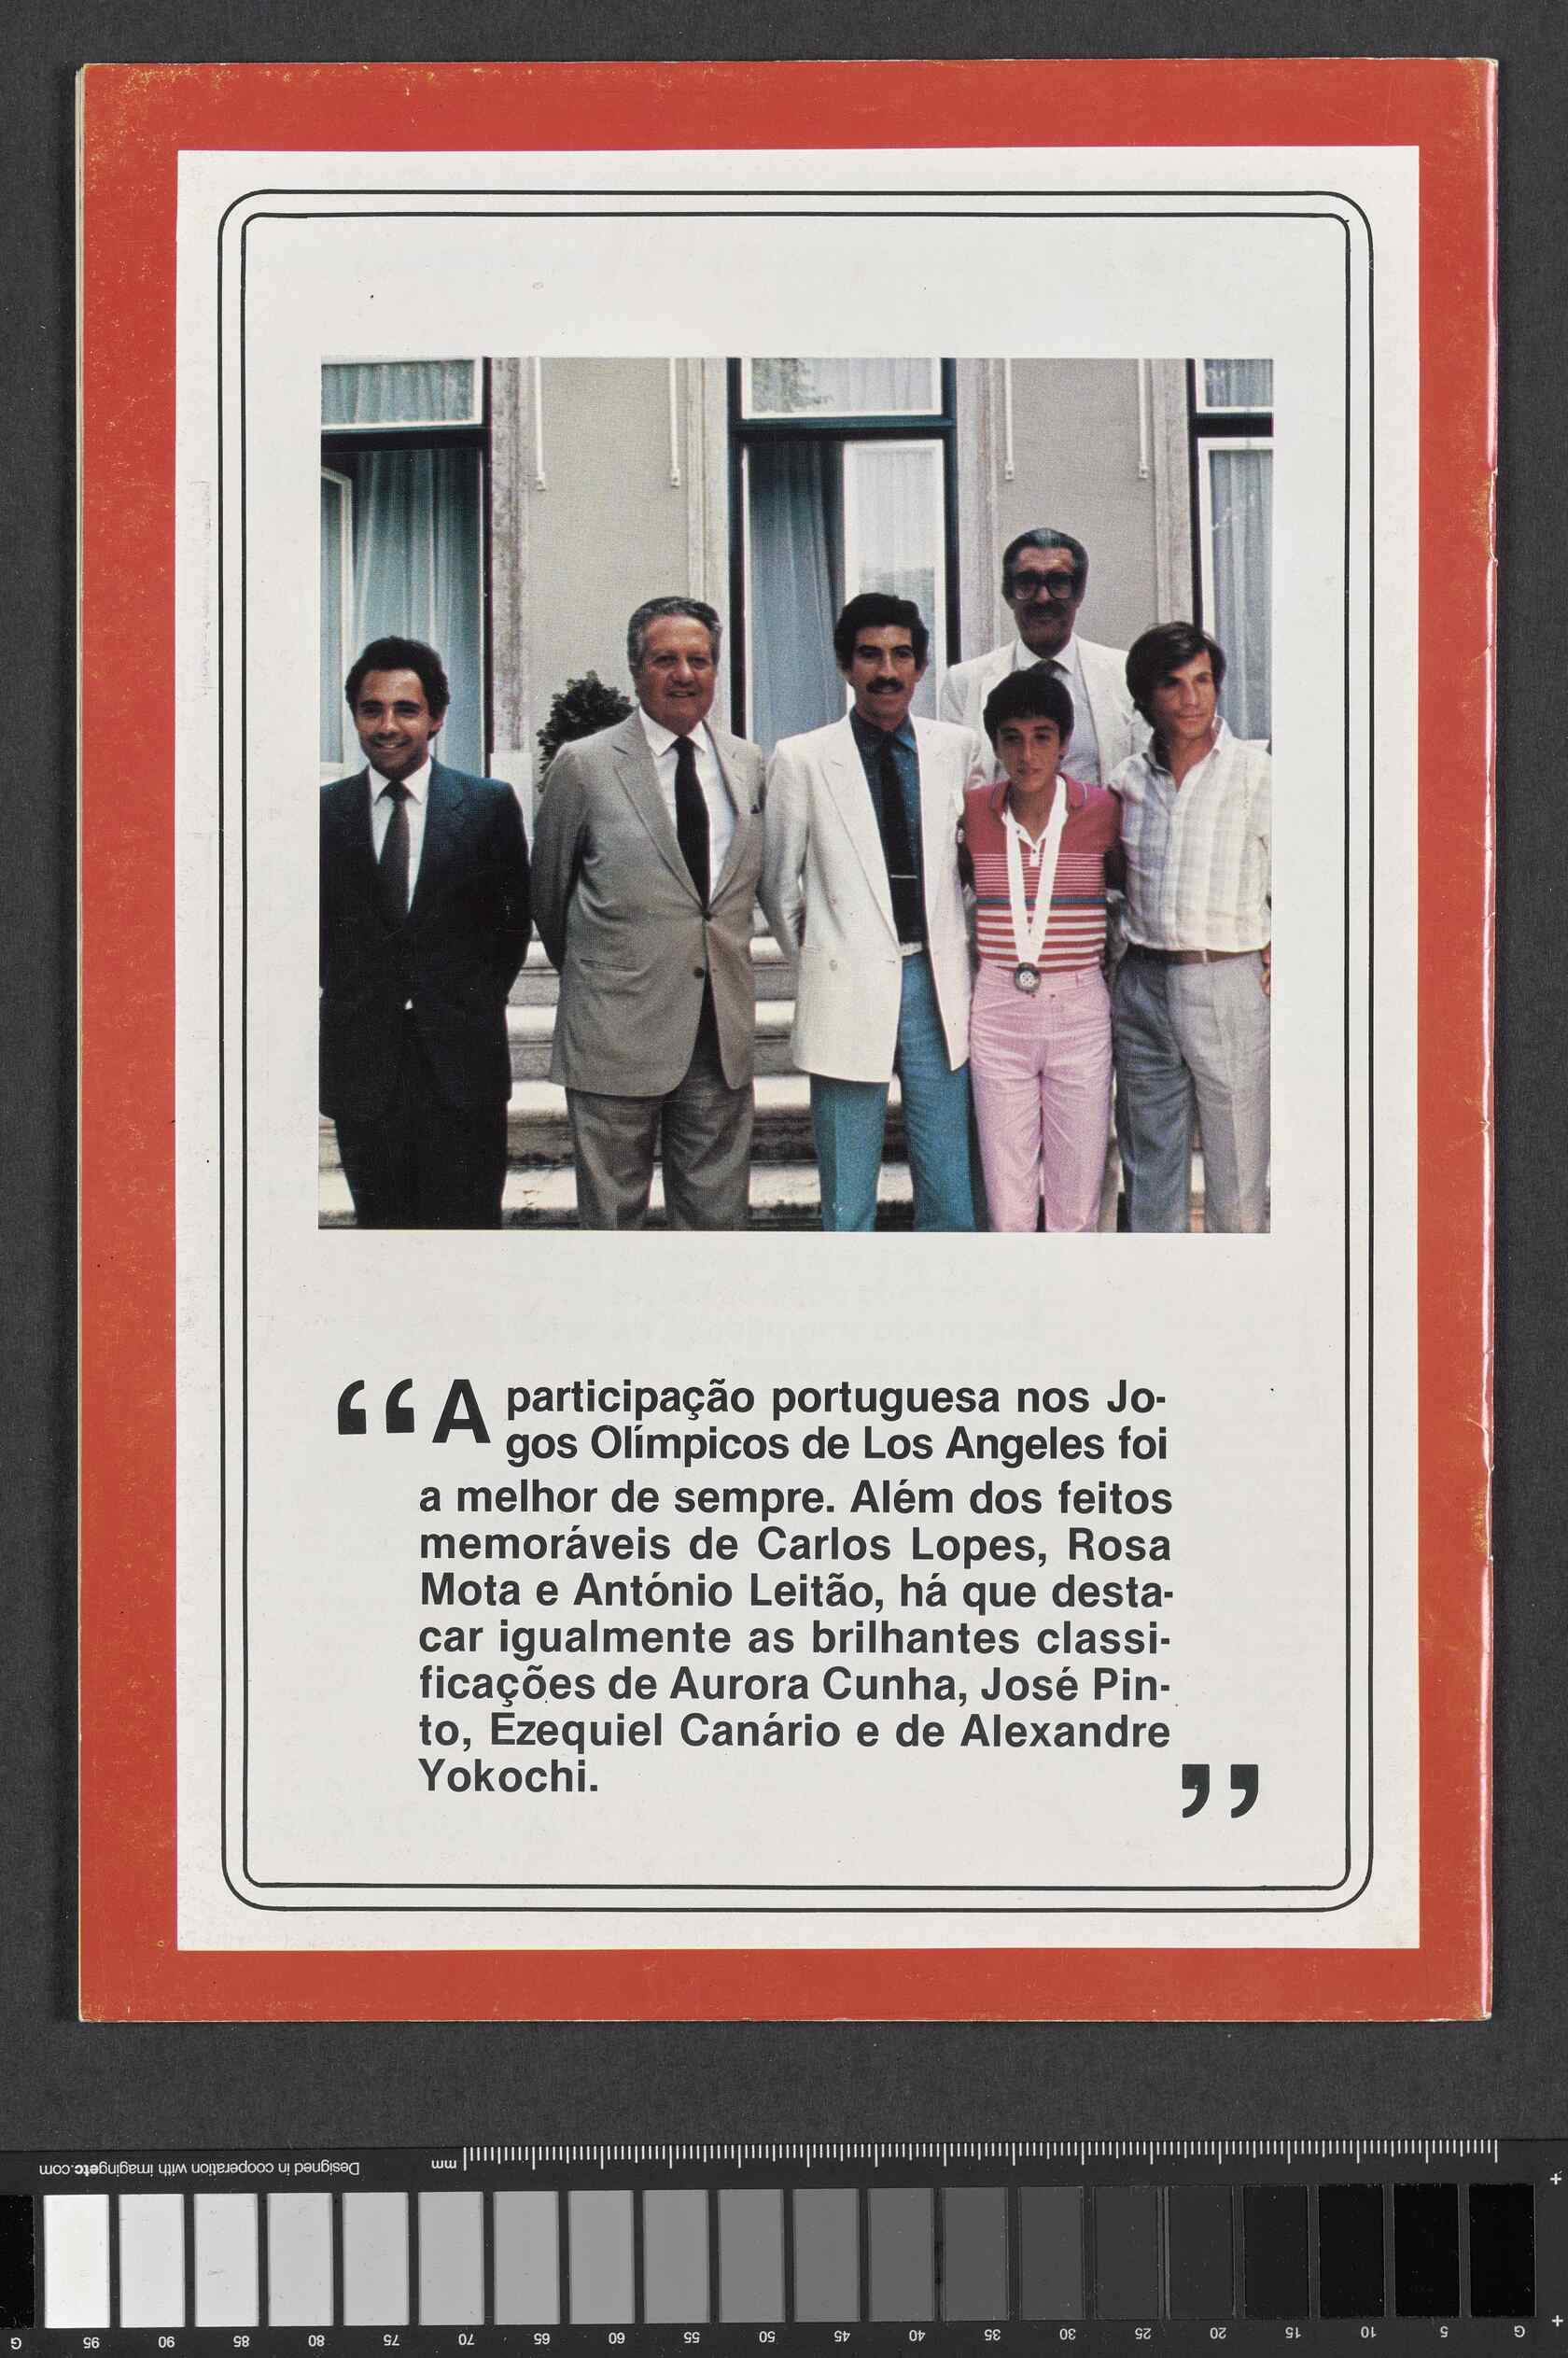 “A participação portuguesa nos Jo-
gos Olímpicos de Los Angeles foi
a melhor de sempre. Além dos feitos
memoráveis de Carlos Lopes, Rosa
Mota e António Leitão, há que desta-
car igualmente as brilhantes classi-
ficações de Aurora Cunha, José Pin-
to, Ezequiel Canário e de Alexandre
Yokochi.”
Designed in cooperation with imagingetc.com
mm
G 95 90 85 80 75 70 65 60 55 50 45 40 35 30 25 20 15 10 5 G